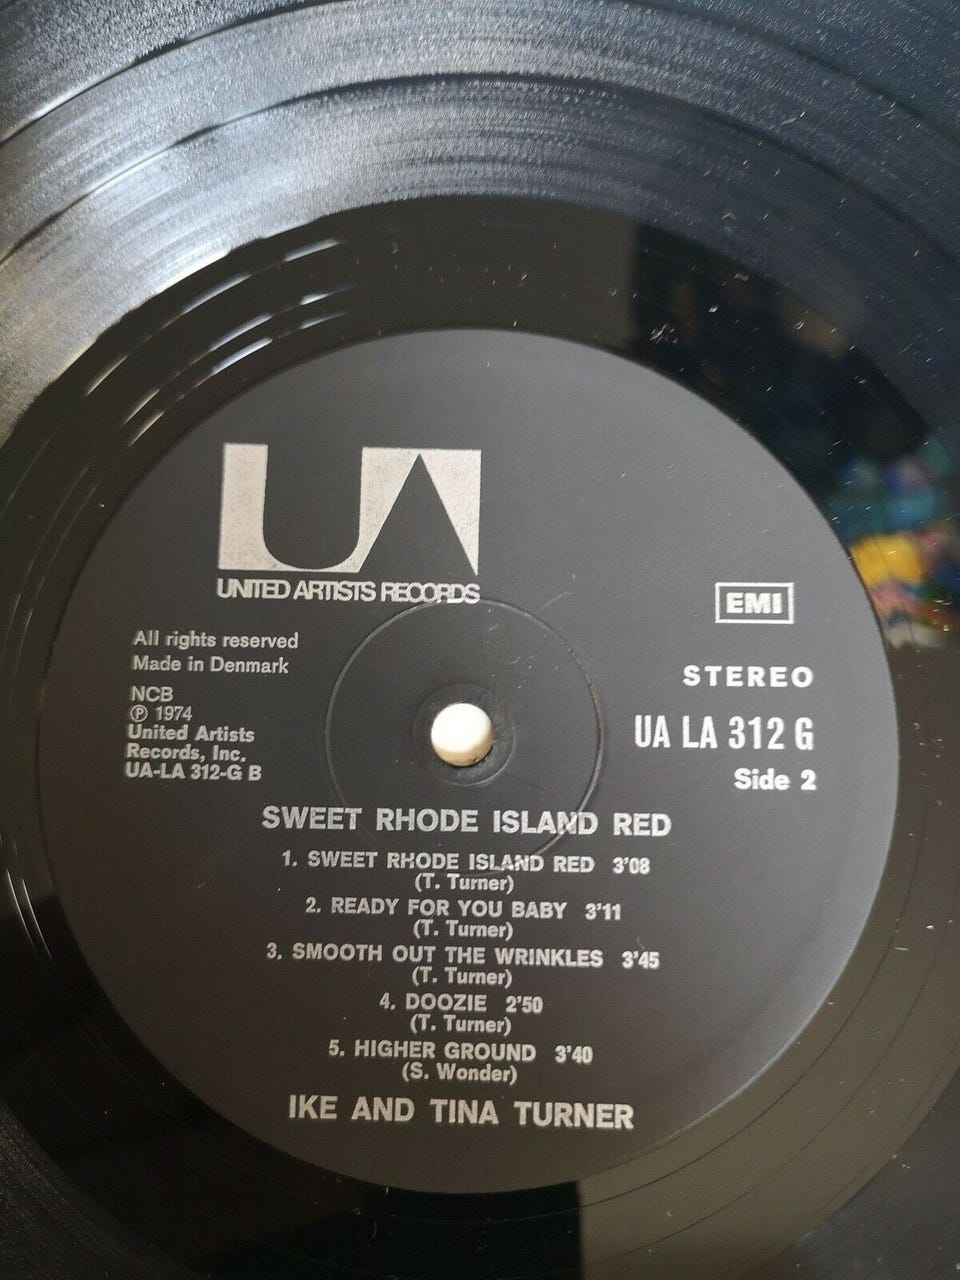 UA
UNITED ARTISTS RECORDS
EMI
All rights reserved
Made in Denmark
NCB
Ⓟ 1974
United Artists
Records, Inc.
UA-LA 312-G B
STEREO
UA LA 312 G
Side 2
SWEET RHODE ISLAND RED
1. SWEET RHODE ISLAND RED 3'08
(T. Turner)
2. READY FOR YOU BABY 3'11
(T. Turner)
3. SMOOTH OUT THE WRINKLES 3'45
(T. Turner)
4. DOOZIE 2'50
(T. Turner)
5. HIGHER GROUND 3'40
(S. Wonder)
IKE AND TINA TURNER